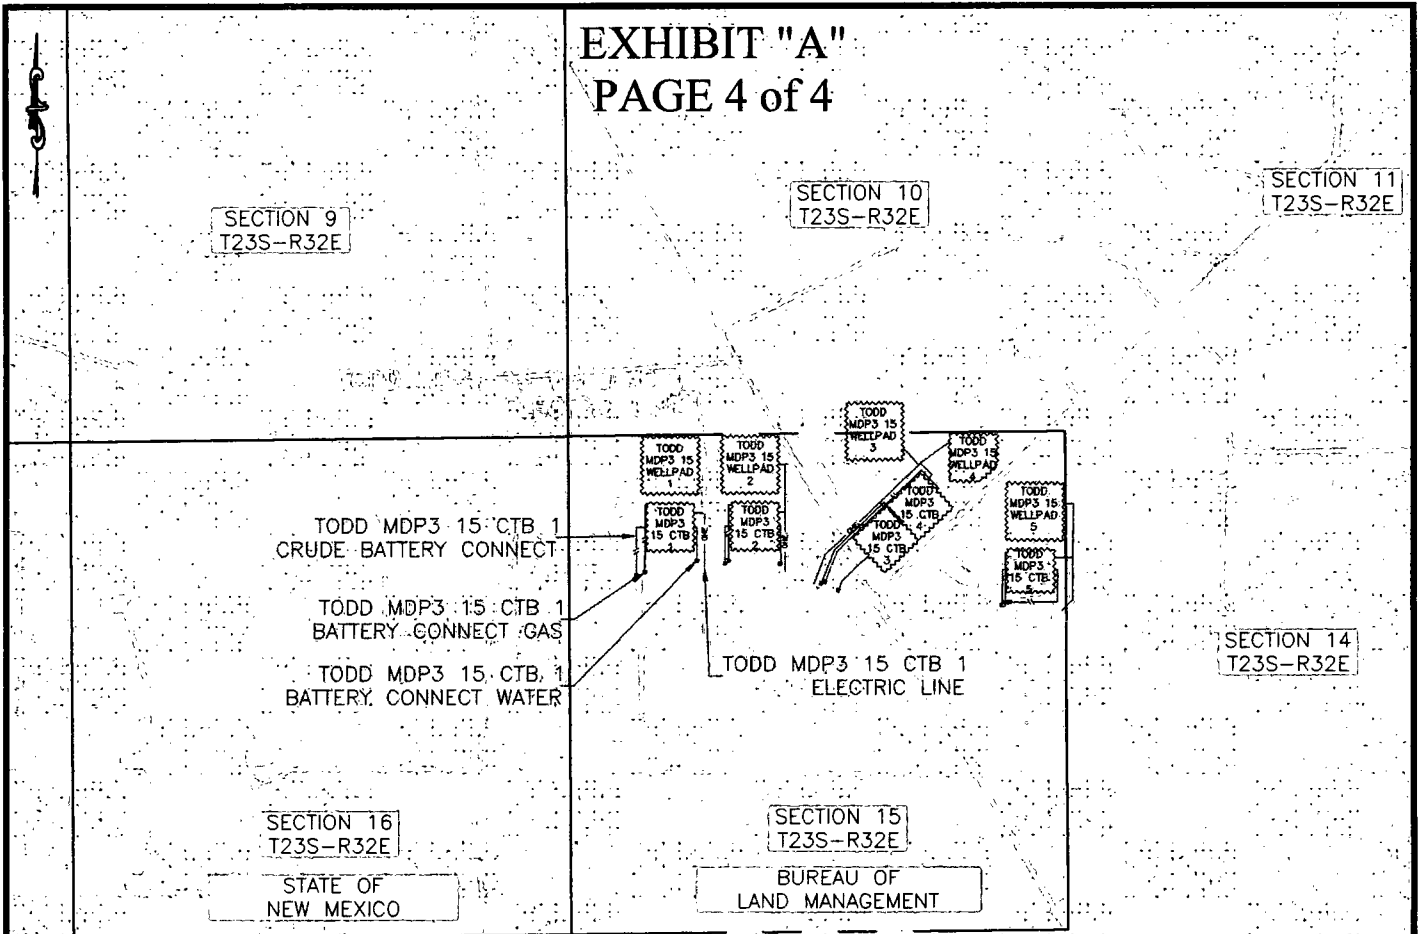 EXHIBIT "A"
PAGE 4 of 4
SECTION 9
T23S-R32E
SECTION 10
T23S-R32E
SECTION 11
T23S-R32E
TODD
MDP3 15
WELLPAD
1
TODD
MDP3 15
WELLPAD
2
TODD
MDP3 15
WELLPAD
3
TODD
MDP3 15
WELLPAD
4
TODD
MDP3 15
WELLPAD
5
TODD
MDP3
15 CTB
1
TODD
MDP3
15 CTB
2
TODD
MDP3
15 CTB
3
TODD
MDP3
15 CTB
4
TODD
MDP3
15 CTB
5
TODD MDP3 15 CTB 1
CRUDE BATTERY CONNECT
TODD MDP3 15 CTB 1
BATTERY CONNECT GAS
TODD MDP3 15 CTB 1
BATTERY CONNECT WATER
TODD MDP3 15 CTB 1
ELECTRIC LINE
SECTION 14
T23S-R32E
SECTION 16
T23S-R32E
SECTION 15
T23S-R32E
STATE OF
NEW MEXICO
BUREAU OF
LAND MANAGEMENT